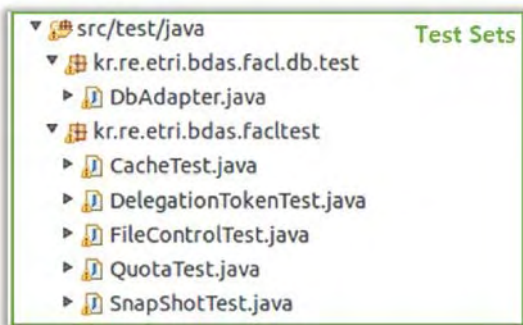 src/test/java
Test Sets
kr.re.etri.bdas.facl.db.test
DbAdapter.java
kr.re.etri.bdas.facltest
CacheTest.java
DelegationTokenTest.java
FileControlTest.java
QuotaTest.java
SnapShotTest.java